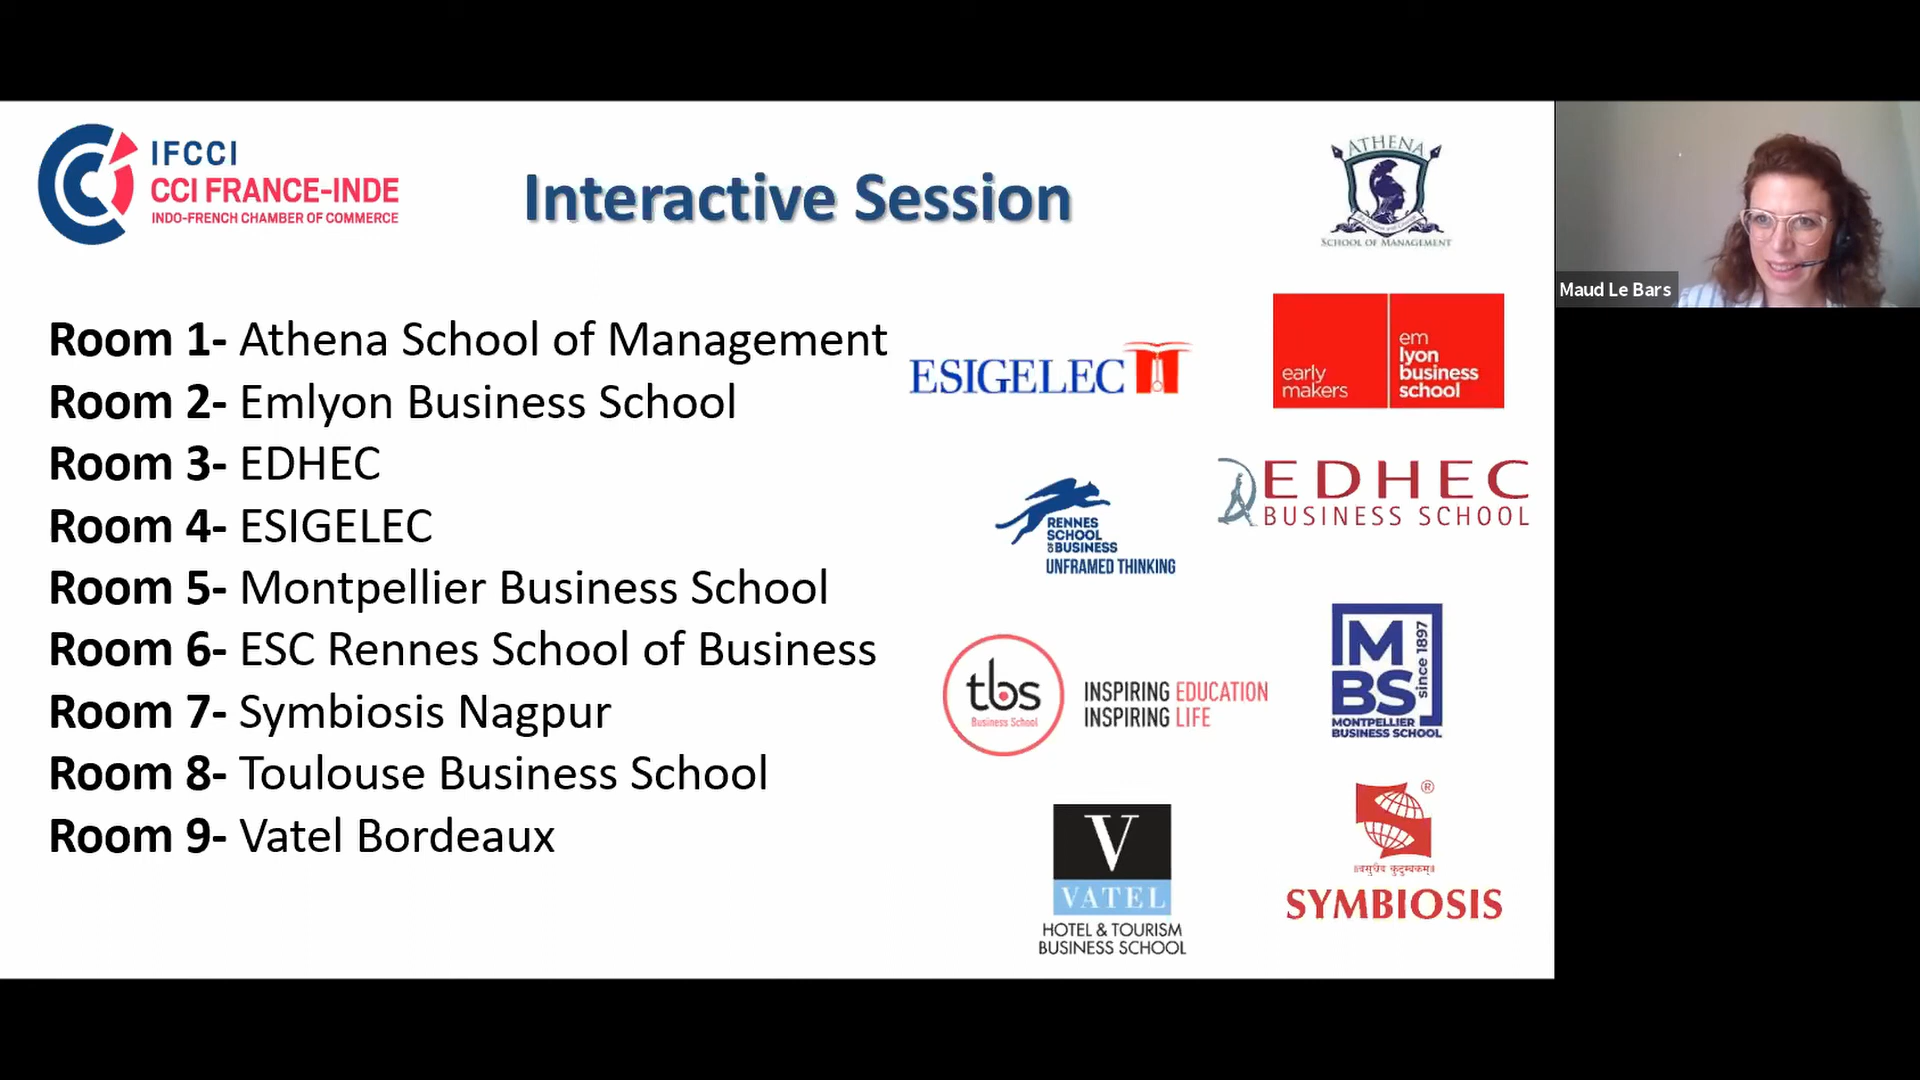 IFCCI
CCI FRANCE-INDE
INDO-FRENCH CHAMBER OF COMMERCE
Interactive Session
ATHENA
SCHOOL OF MANAGEMENT
Maud Le Bars
Room 1- Athena School of Management
Room 2- Emlyon Business School
Room 3- EDHEC
Room 4- ESIGELEC
Room 5- Montpellier Business School
Room 6- ESC Rennes School of Business
Room 7- Symbiosis Nagpur
Room 8- Toulouse Business School
Room 9- Vatel Bordeaux
ESIGELEC
early
makers
em
lyon
business
school
RENNES
SCHOOL
OF BUSINESS
UNFRAMED THINKING
EDHEC
BUSINESS SCHOOL
tbs
Business School
INSPIRING EDUCATION
INSPIRING LIFE
MBS
since 1897
MONTPELLIER
BUSINESS SCHOOL
V
VATEL
HOTEL & TOURISM
BUSINESS SCHOOL
®
॥वसुधैव कुटुम्बकम्॥
SYMBIOSIS